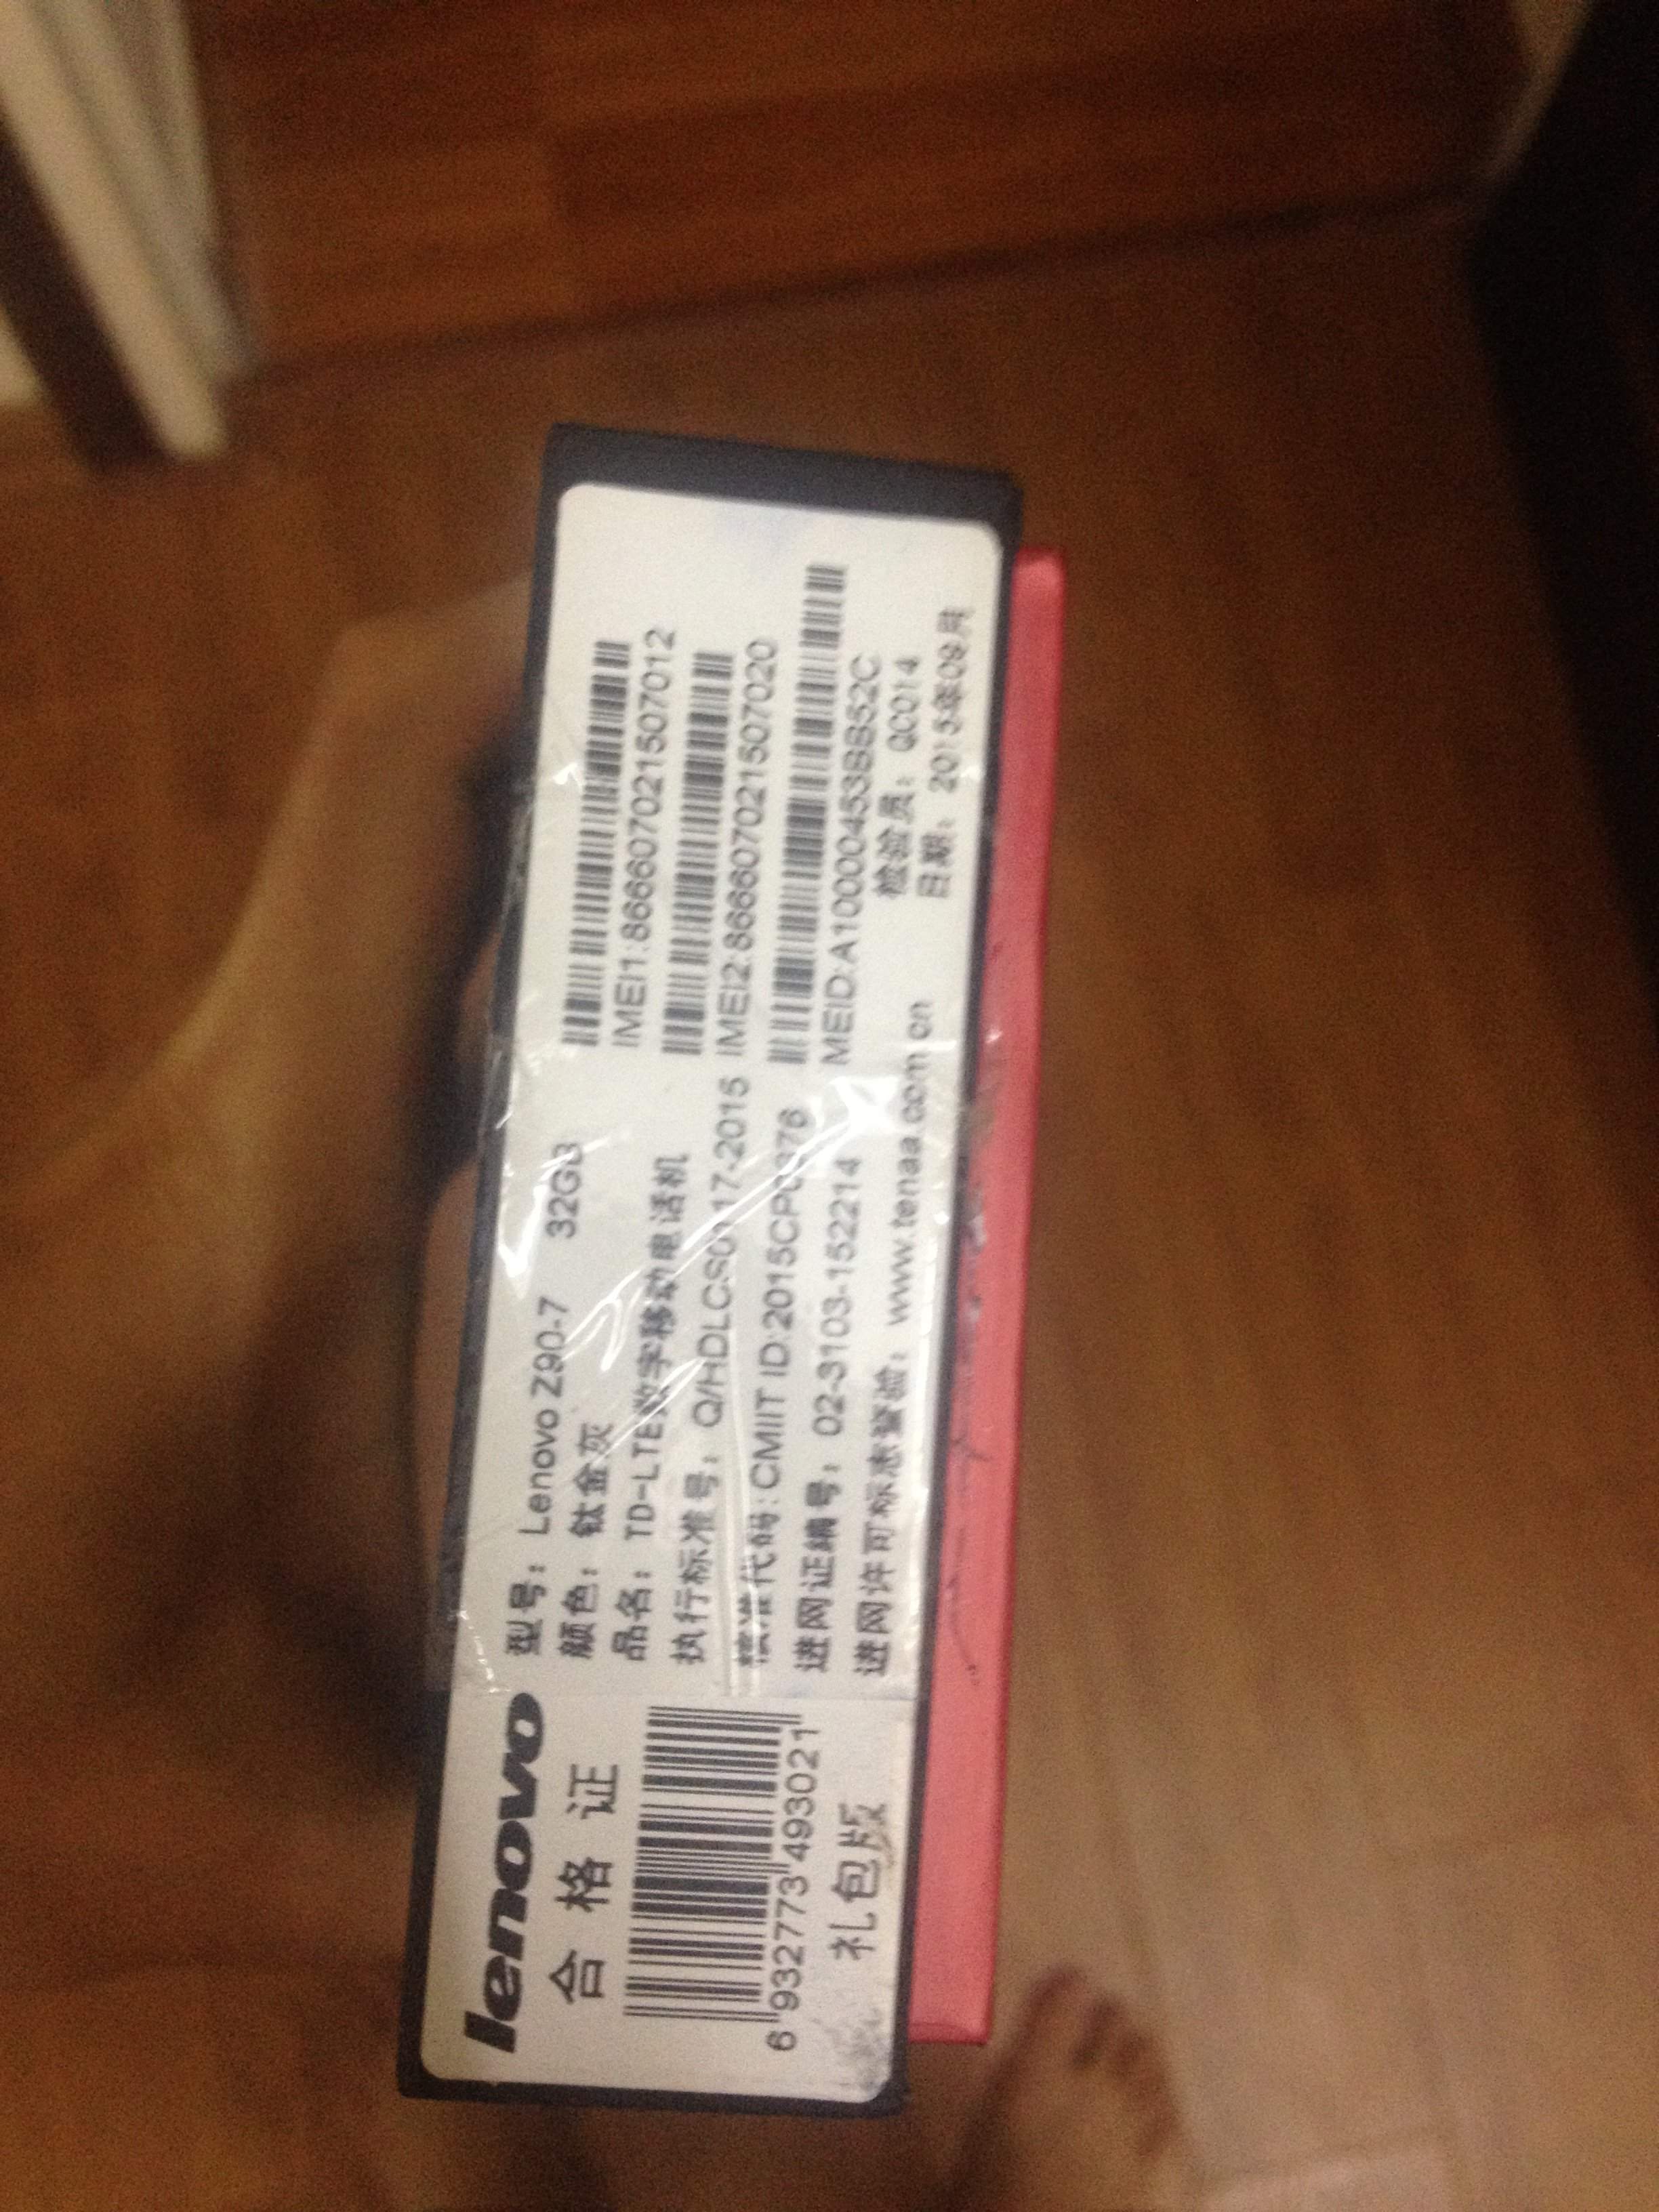 lenovo
合格证
6 932773 493021
礼包版
型号：Lenovo Z90-7 32GB
颜色：钛金灰
品名：TD-LTE数字移动电话机
执行标准号：Q/HDLCS0117-2015
核准代码：CMIIT ID:2015CP0376
进网证编号：02-3103-152214
进网许可标志查验：www.tenaa.com.cn
IMEI1:866607021507012
IMEI2:866607021507020
MEID:A10000453BB52C
检验员：QC014
日期：2015年09月